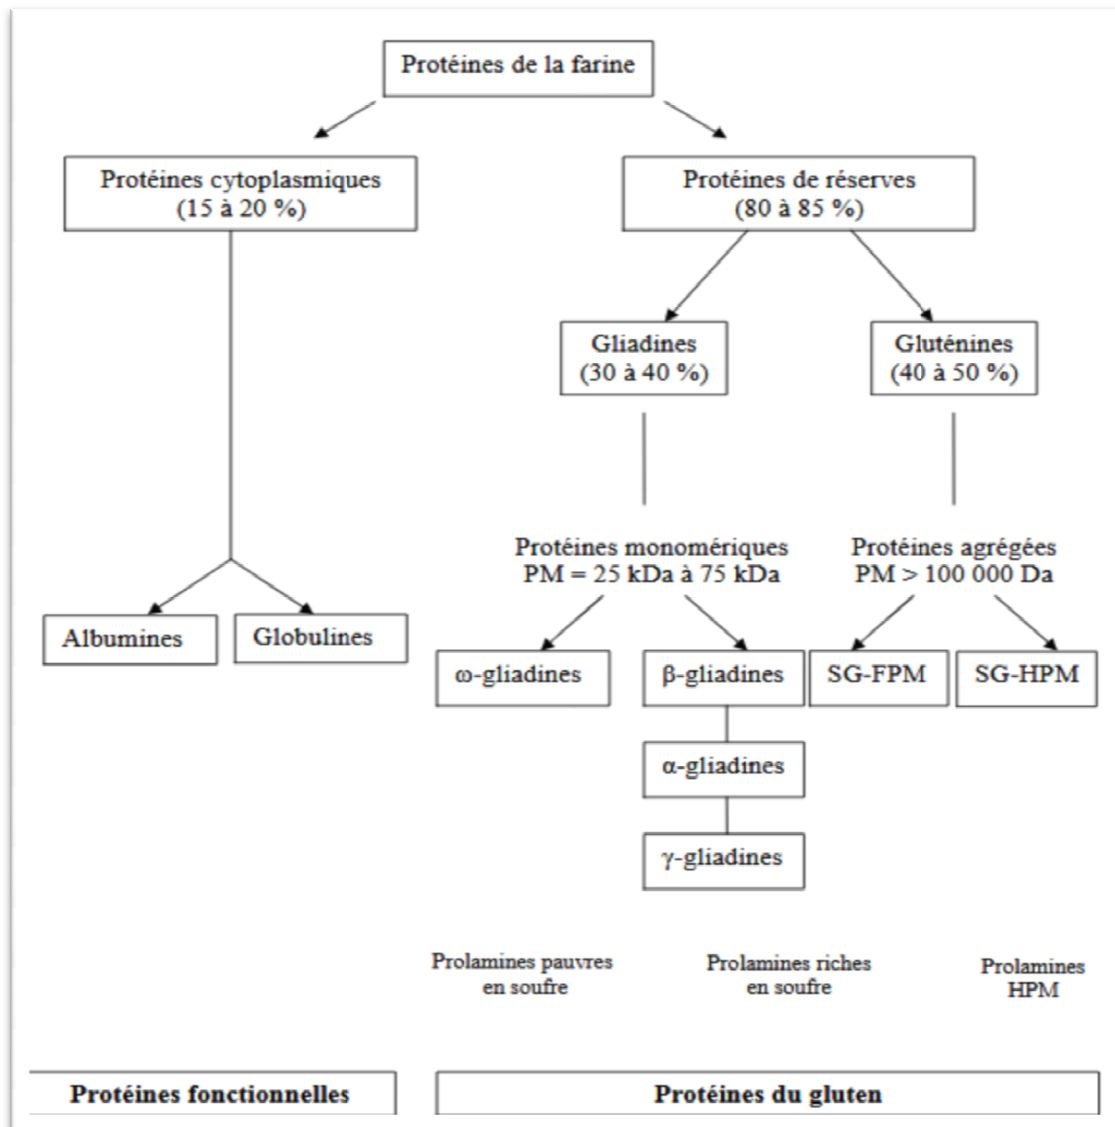 Protéines de la farine
Protéines cytoplasmiques
(15 à 20 %)
Protéines de réserves
(80 à 85 %)
Gliadines
(30 à 40 %)
Gluténines
(40 à 50 %)
Protéines monomériques
PM = 25 kDa à 75 kDa
Protéines agrégées
PM > 100 000 Da
Albumines
Globulines
ω-gliadines
β-gliadines
SG-FPM
SG-HPM
α-gliadines
γ-gliadines
Prolamines pauvres
en soufre
Prolamines riches
en soufre
Prolamines
HPM
Protéines fonctionnelles
Protéines du gluten